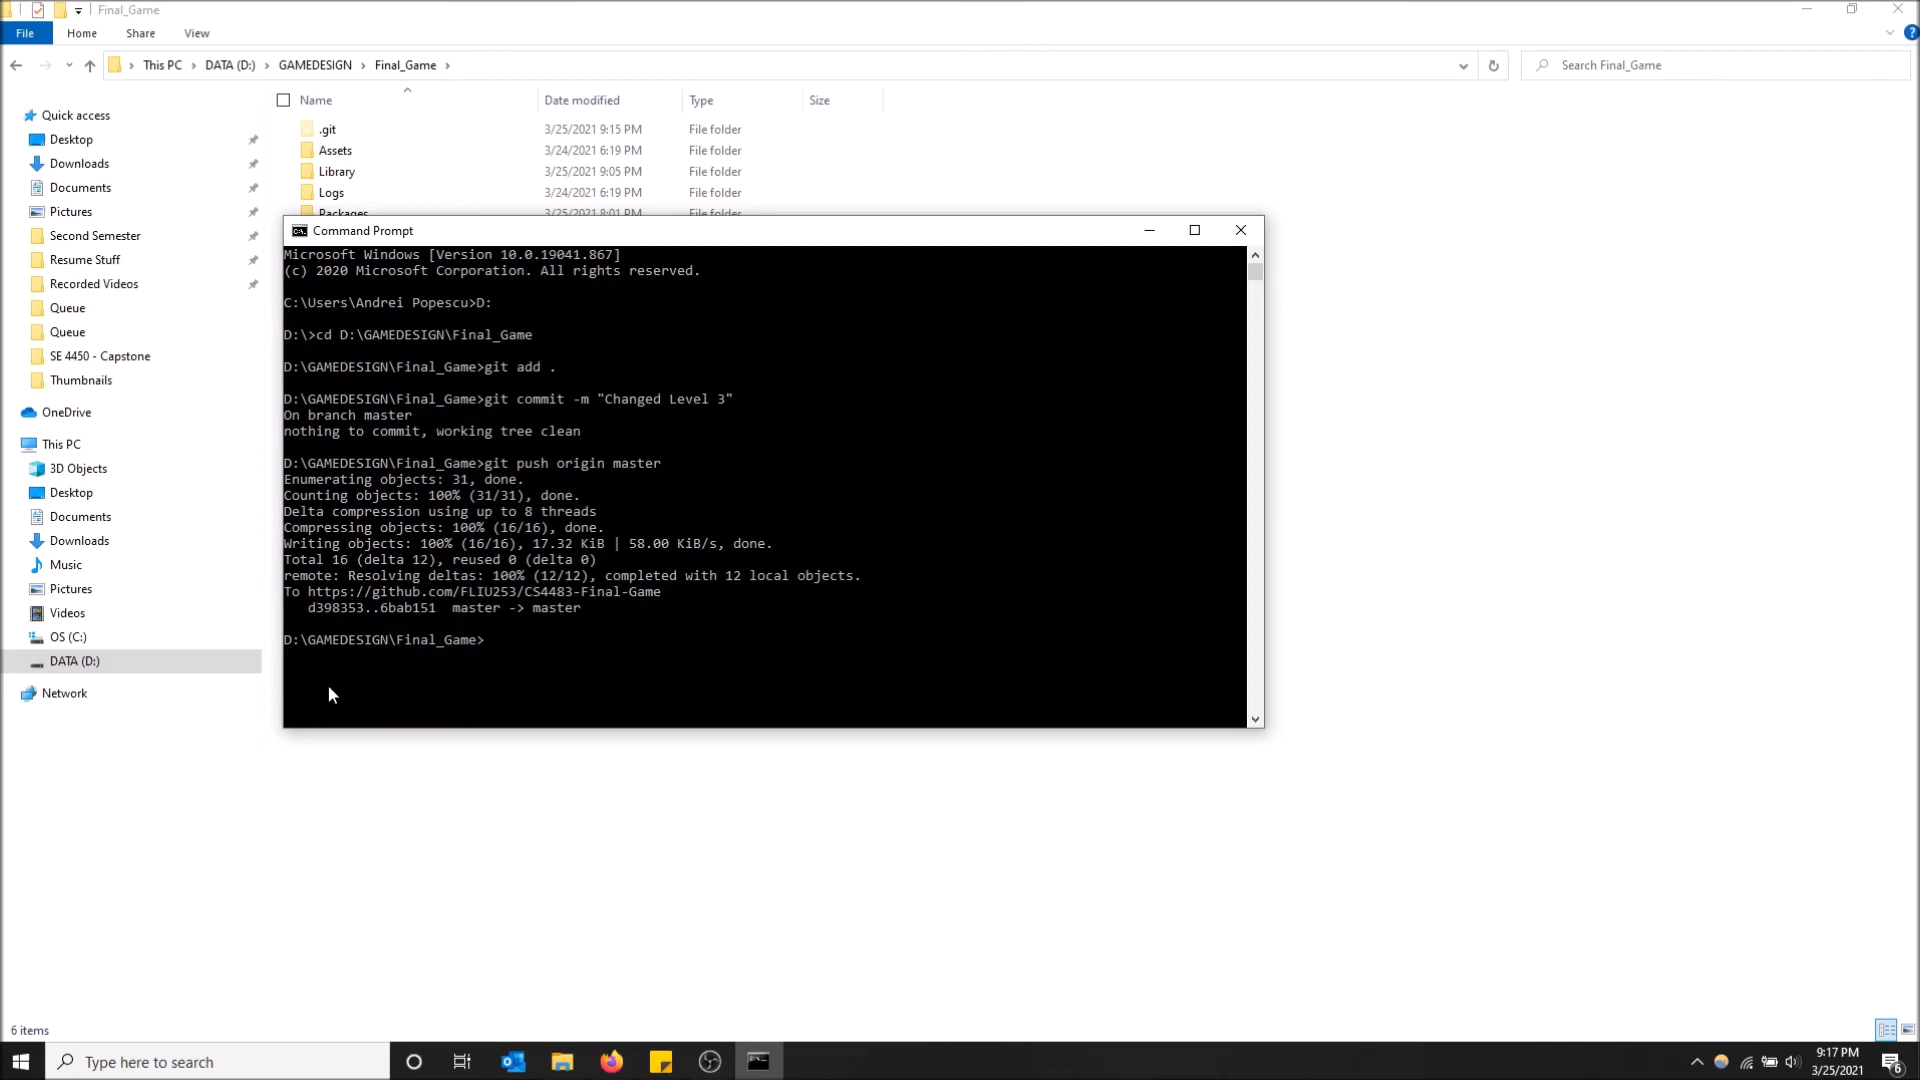 Final_Game
File
Home
Share
View
This PC
DATA (D:)
GAMEDESIGN
Final_Game
Search Final_Game
Name
Date modified
Type
Size
.git
3/25/2021 9:15 PM
File folder
Assets
3/24/2021 6:19 PM
File folder
Library
3/25/2021 9:05 PM
File folder
Logs
3/24/2021 6:19 PM
File folder
Packages
3/25/2021 8:01 PM
File folder
Quick access
Desktop
Downloads
Documents
Pictures
Second Semester
Resume Stuff
Recorded Videos
Queue
Queue
SE 4450 - Capstone
Thumbnails
OneDrive
This PC
3D Objects
Desktop
Documents
Downloads
Music
Pictures
Videos
OS (C:)
DATA (D:)
Network
Command Prompt
Microsoft Windows [Version 10.0.19041.867]
(c) 2020 Microsoft Corporation. All rights reserved.
C:\Users\Andrei Popescu>D:
D:\>cd D:\GAMEDESIGN\Final_Game
D:\GAMEDESIGN\Final_Game>git add .
D:\GAMEDESIGN\Final_Game>git commit -m "Changed Level 3"
On branch master
nothing to commit, working tree clean
D:\GAMEDESIGN\Final_Game>git push origin master
Enumerating objects: 31, done.
Counting objects: 100% (31/31), done.
Delta compression using up to 8 threads
Compressing objects: 100% (16/16), done.
Writing objects: 100% (16/16), 17.32 KiB | 58.00 KiB/s, done.
Total 16 (delta 12), reused 0 (delta 0)
remote: Resolving deltas: 100% (12/12), completed with 12 local objects.
To https://github.com/FLIU253/CS4483-Final-Game
d398353..6bab151 master -> master
D:\GAMEDESIGN\Final_Game>
6 items
Type here to search
9:17 PM
3/25/2021
6